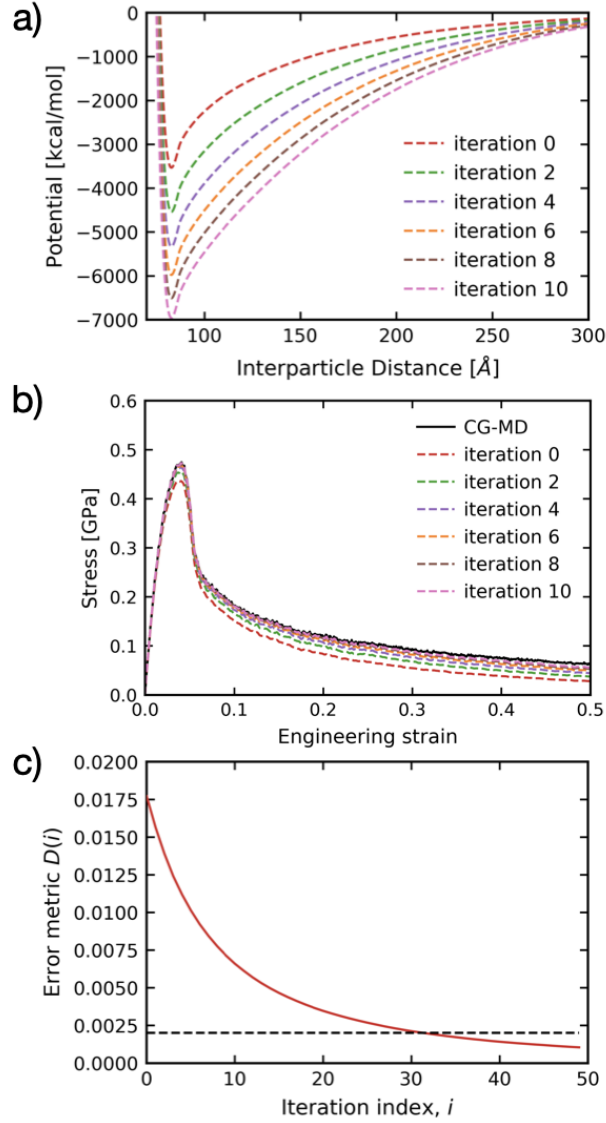 a)
0
−1000
−2000
−3000
−4000
−5000
−6000
−7000
Potential [kcal/mol]
iteration 0
iteration 2
iteration 4
iteration 6
iteration 8
iteration 10
100 150 200 250 300
Interparticle Distance [Å]
b)
0.6
0.5
0.4
0.3
0.2
0.1
0.0
Stress [GPa]
CG-MD
iteration 0
iteration 2
iteration 4
iteration 6
iteration 8
iteration 10
0.0 0.1 0.2 0.3 0.4 0.5
Engineering strain
c)
0.0200
0.0175
0.0150
0.0125
0.0100
0.0075
0.0050
0.0025
0.0000
Error metric D(i)
0 10 20 30 40 50
Iteration index, i